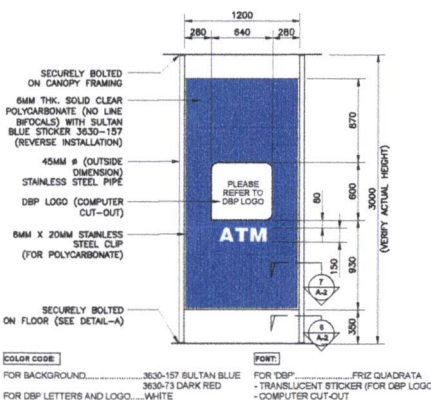 1200
280 640 280
SECURELY BOLTED
ON CANOPY FRAMING
6MM THK. SOLID CLEAR
POLYCARBONATE (NO LINE
BIFOCALS) WITH SULTAN
BLUE STICKER 3630-157
(REVERSE INSTALLATION)
45MM ø (OUTSIDE
DIMENSION)
STAINLESS STEEL PIPE
DBP LOGO (COMPUTER
CUT-OUT)
6MM X 20MM STAINLESS
STEEL CLIP
(FOR POLYCARBONATE)
SECURELY BOLTED
ON FLOOR (SEE DETAIL-A)
PLEASE
REFER TO
DBP LOGO
ATM
670
600
80
150
930
350
3000
(VERIFY ACTUAL HEIGHT)
7
A-2
A-2
COLOR CODE:
FOR BACKGROUND..........3630-157 SULTAN BLUE
3630-73 DARK RED
FOR DBP LETTERS AND LOGO.....WHITE
FONT:
FOR 'DBP'..................FRIZ QUADRATA
- TRANSLUCENT STICKER (FOR DBP LOGO
- COMPUTER CUT-OUT